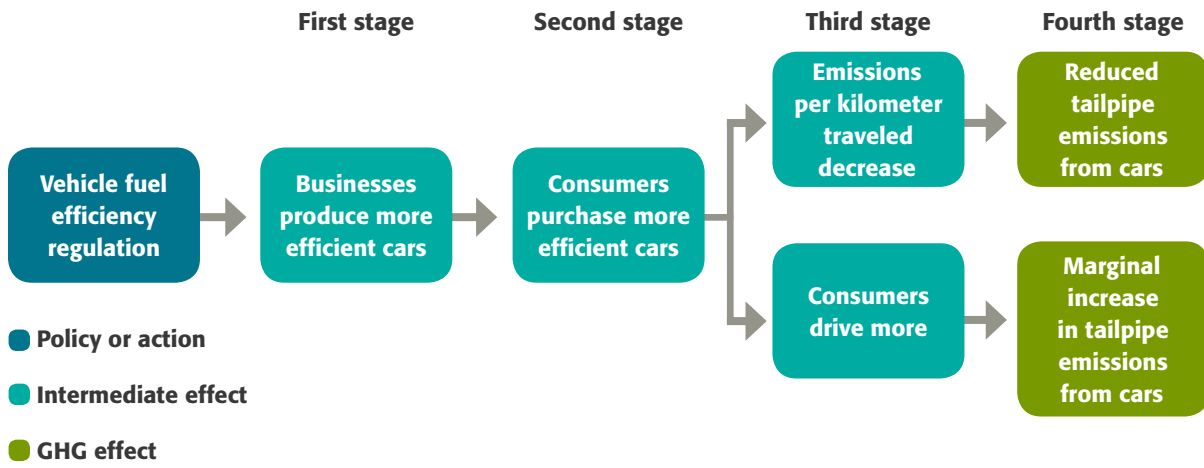 First stage
Second stage
Third stage
Fourth stage
Vehicle fuel
efficiency
regulation
Businesses
produce more
efficient cars
Consumers
purchase more
efficient cars
Emissions
per kilometer
traveled
decrease
Reduced
tailpipe
emissions
from cars
Consumers
drive more
Marginal
increase
in tailpipe
emissions
from cars
Policy or action
Intermediate effect
GHG effect